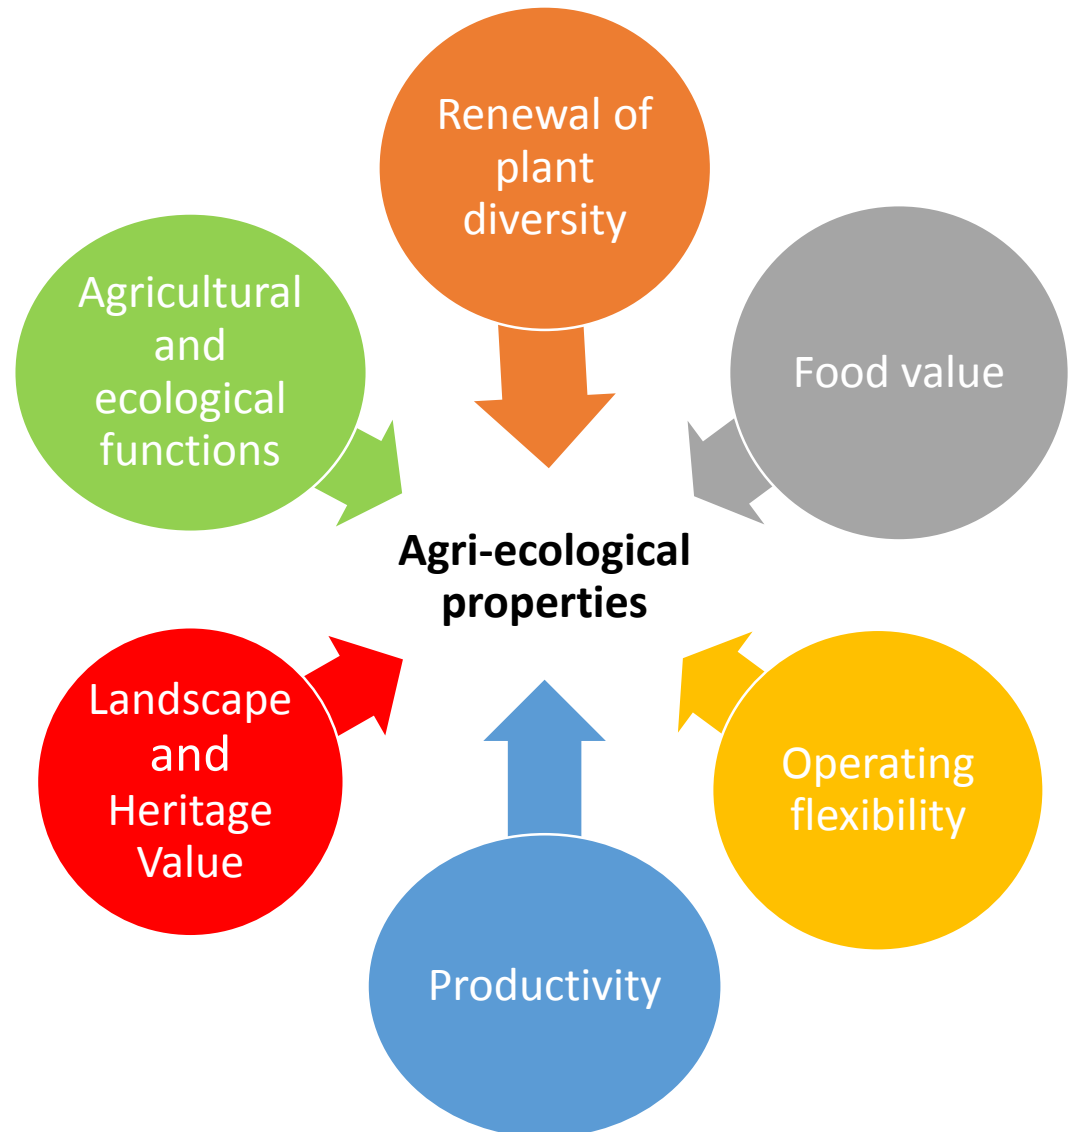 Renewal of
plant
diversity
Agricultural
and
ecological
functions
Food value
Agri-ecological
properties
Landscape
and
Heritage
Value
Operating
flexibility
Productivity